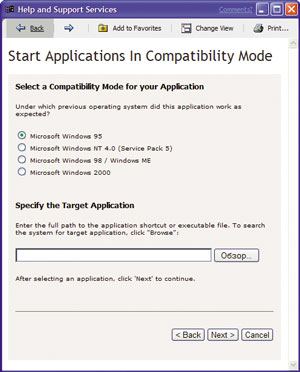 Help and Support Services
Comments?
Back
Add to Favorites
Change View
Print...
Start Applications In Compatibility Mode
Select a Compatibility Mode for your Application
Under which previous operating system did this application work as
expected?
Microsoft Windows 95
Microsoft Windows NT 4.0 (Service Pack 5)
Microsoft Windows 98 / Windows ME
Microsoft Windows 2000
Specify the Target Application
Enter the full path to the application shortcut or executable file. To search
the system for target application, click "Browse":
Обзор...
After selecting an application, click 'Next' to continue.
< Back
Next >
Cancel